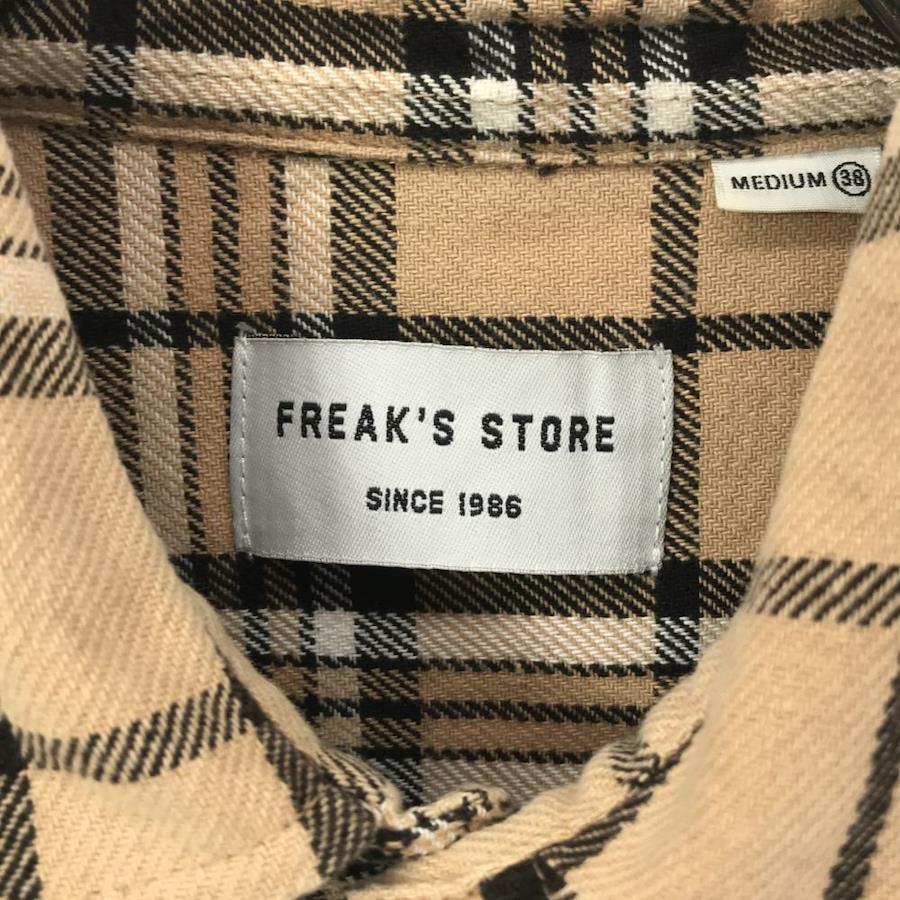 MEDIUM 38
FREAK'S STORE
SINCE 1986